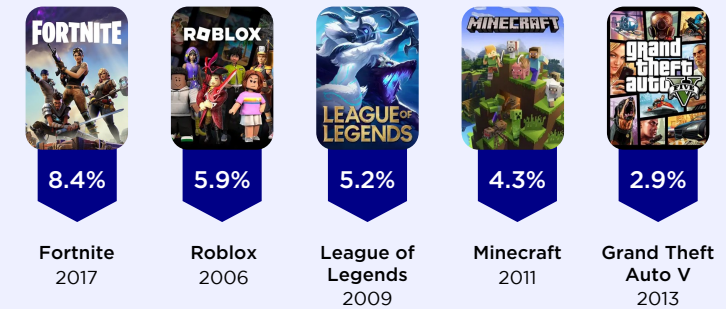 FORTNITE
ROBLOX
LEAGUE OF
LEGENDS
MINECRAFT
grand
theft
auto V
FIVE
8.4%
5.9%
5.2%
4.3%
2.9%
Fortnite
2017
Roblox
2006
League of
Legends
2009
Minecraft
2011
Grand Theft
Auto V
2013